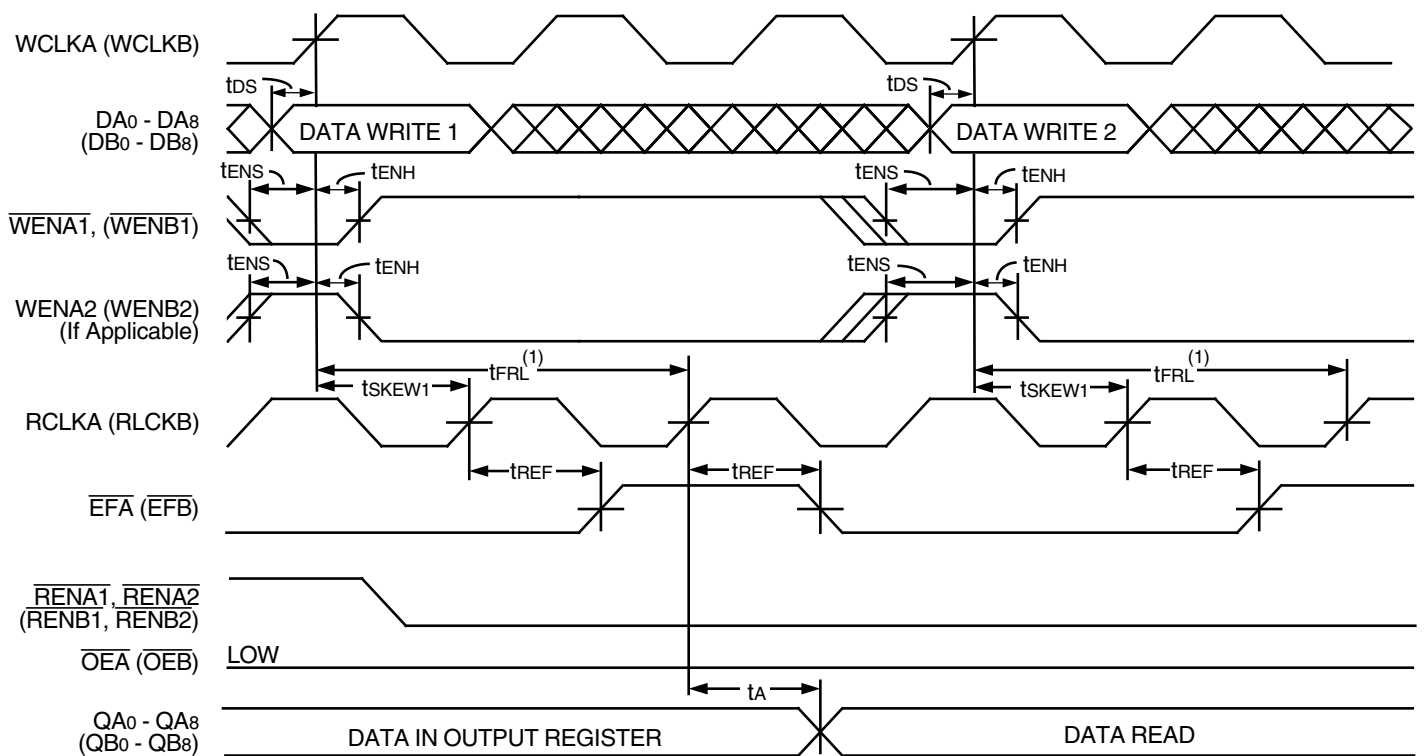 WCLKA (WCLKB)
tDS
tDS
DA0 - DA8
(DB0 - DB8)
DATA WRITE 1
DATA WRITE 2
tENS
tENH
tENS
tENH
WENA1, (WENB1)
tENS
tENH
tENS
tENH
WENA2 (WENB2)
(If Applicable)
tFRL(1)
tFRL(1)
tSKEW1
tSKEW1
RCLKA (RLCKB)
tREF
tREF
tREF
EFA (EFB)
RENA1, RENA2
(RENB1, RENB2)
OEA (OEB)
LOW
tA
QA0 - QA8
(QB0 - QB8)
DATA IN OUTPUT REGISTER
DATA READ